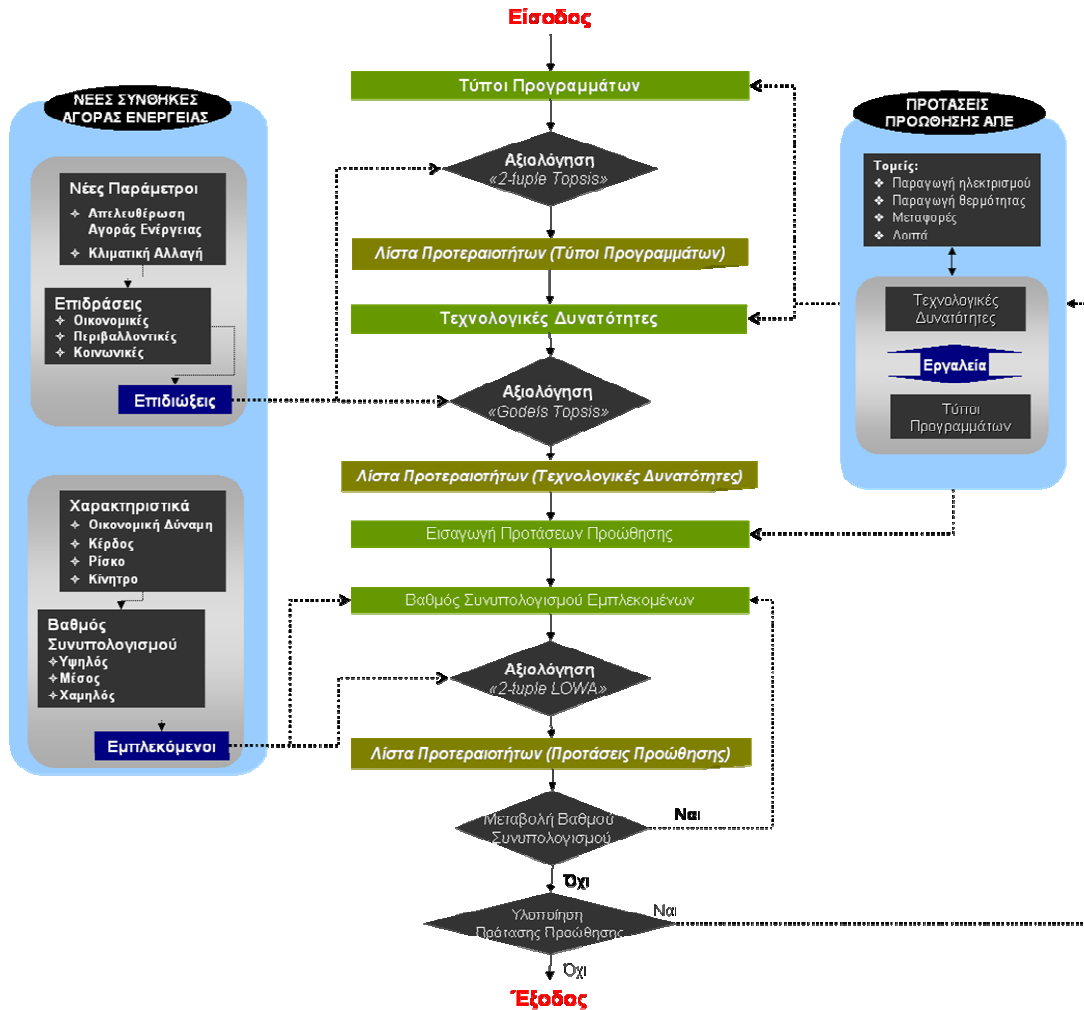 Είσοδος
Τύποι Προγραμμάτων
Αξιολόγηση
«2-tuple Topsis»
Λίστα Προτεραιοτήτων (Τύποι Προγραμμάτων)
Τεχνολογικές Δυνατότητες
Αξιολόγηση
«Godels Topsis»
Λίστα Προτεραιοτήτων (Τεχνολογικές Δυνατότητες)
Εισαγωγή Προτάσεων Προώθησης
Βαθμός Συνυπολογισμού Εμπλεκομένων
Αξιολόγηση
«2-tuple LOWA»
Λίστα Προτεραιοτήτων (Προτάσεις Προώθησης)
Μεταβολή Βαθμού
Συνυπολογισμού
Ναι
Όχι
Υλοποίηση
Πρότασης Προώθησης
Ναι
Όχι
Έξοδος
ΝΕΕΣ ΣΥΝΘΗΚΕΣ
ΑΓΟΡΑΣ ΕΝΕΡΓΕΙΑΣ
Νέες Παράμετροι
✧ Απελευθέρωση
Αγοράς Ενέργειας
✧ Κλιματική Αλλαγή
Επιδράσεις
✧ Οικονομικές
✧ Περιβαλλοντικές
✧ Κοινωνικές
Επιδιώξεις
Χαρακτηριστικά
✧ Οικονομική Δύναμη
✧ Κέρδος
✧ Ρίσκο
✧ Κίνητρο
Βαθμός
Συνυπολογισμού
✧Υψηλός
✧Μέσος
✧Χαμηλός
Εμπλεκόμενοι
ΠΡΟΤΑΣΕΙΣ
ΠΡΟΩΘΗΣΗΣ ΑΠΕ
Τομείς:
❖ Παραγωγή ηλεκτρισμού
❖ Παραγωγή θερμότητας
❖ Μεταφορές
❖ Λοιπά
Τεχνολογικές
Δυνατότητες
Εργαλεία
Τύποι
Προγραμμάτων